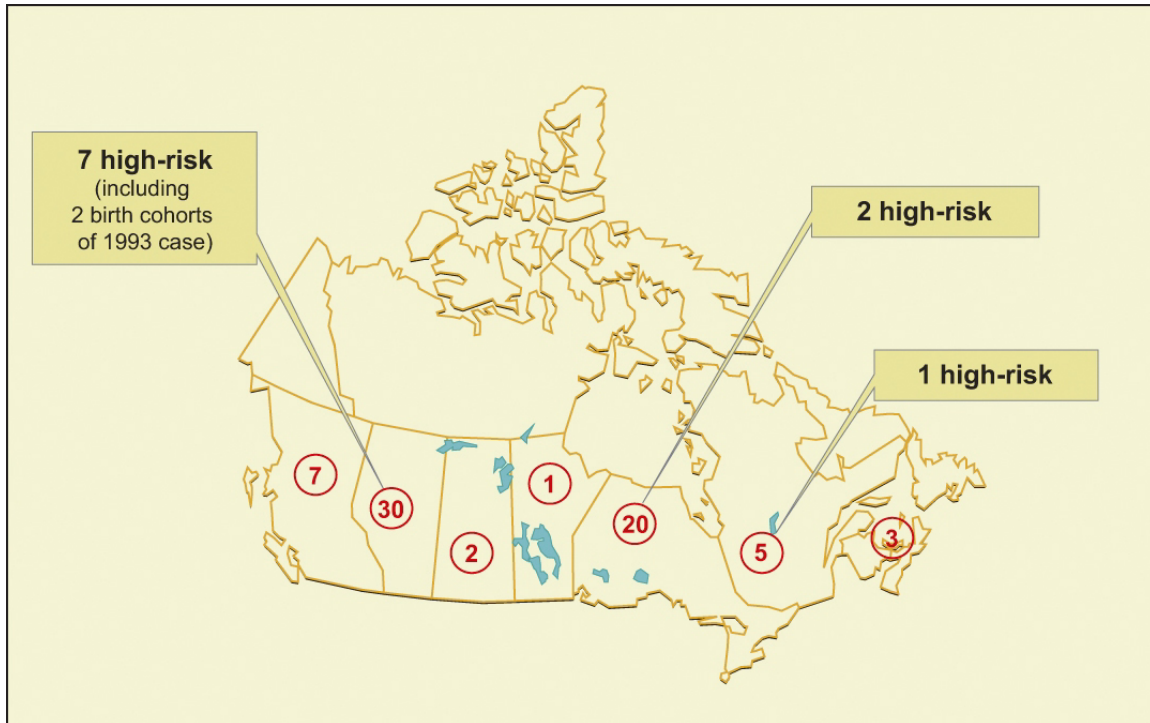 7 high-risk
(including
2 birth cohorts
of 1993 case)
2 high-risk
1 high-risk
7
30
2
1
20
5
3